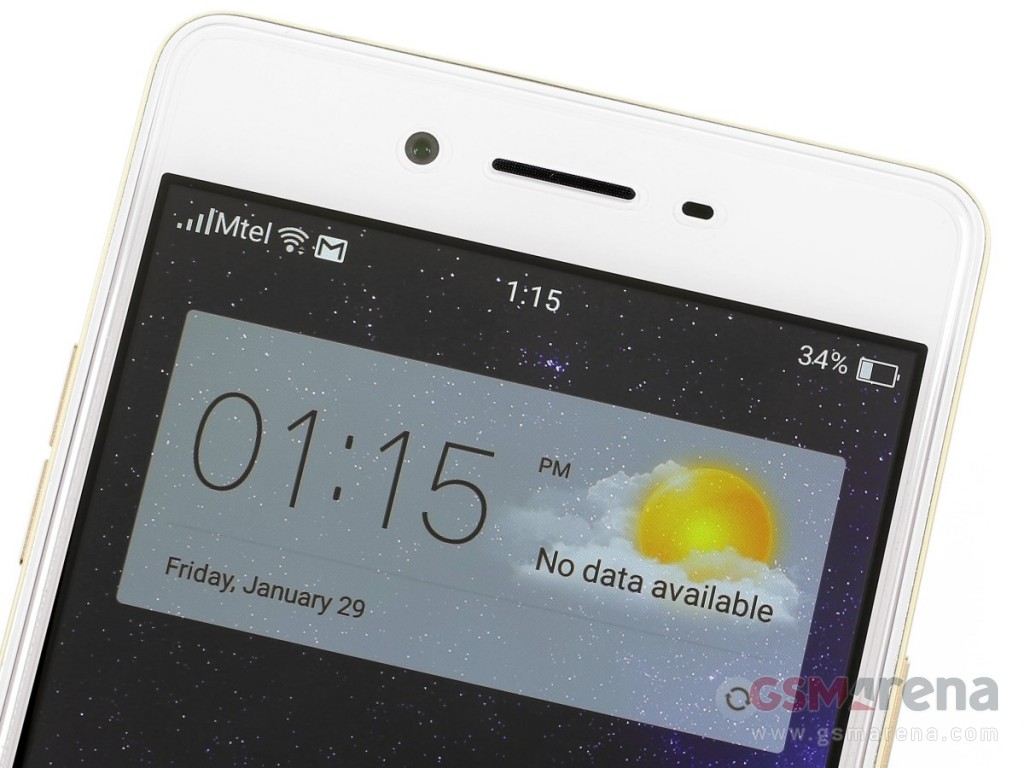 Mtel
1:15
34%
01:15 PM
No data available
Friday, January 29
GSMarena
www.gsmarena.com